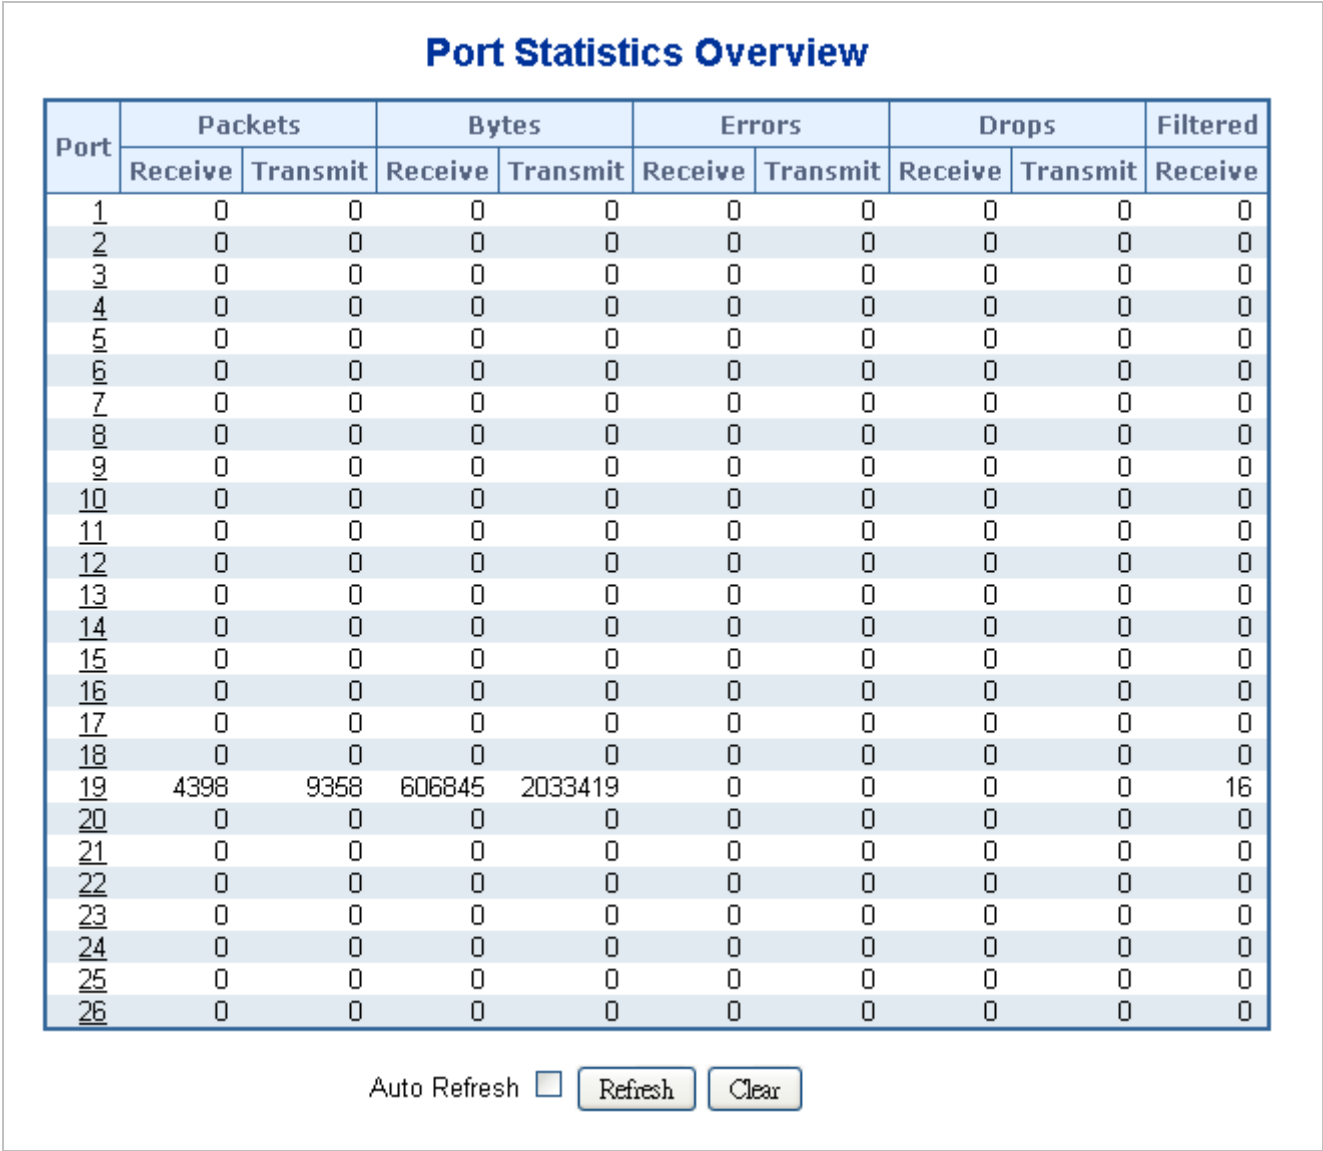 Port Statistics Overview
Port Packets Bytes Errors Drops Filtered
Receive Transmit Receive Transmit Receive Transmit Receive Transmit Receive
1 0 0 0 0 0 0 0 0 0
2 0 0 0 0 0 0 0 0 0
3 0 0 0 0 0 0 0 0 0
4 0 0 0 0 0 0 0 0 0
5 0 0 0 0 0 0 0 0 0
6 0 0 0 0 0 0 0 0 0
7 0 0 0 0 0 0 0 0 0
8 0 0 0 0 0 0 0 0 0
9 0 0 0 0 0 0 0 0 0
10 0 0 0 0 0 0 0 0 0
11 0 0 0 0 0 0 0 0 0
12 0 0 0 0 0 0 0 0 0
13 0 0 0 0 0 0 0 0 0
14 0 0 0 0 0 0 0 0 0
15 0 0 0 0 0 0 0 0 0
16 0 0 0 0 0 0 0 0 0
17 0 0 0 0 0 0 0 0 0
18 0 0 0 0 0 0 0 0 0
19 4398 9358 606845 2033419 0 0 0 0 16
20 0 0 0 0 0 0 0 0 0
21 0 0 0 0 0 0 0 0 0
22 0 0 0 0 0 0 0 0 0
23 0 0 0 0 0 0 0 0 0
24 0 0 0 0 0 0 0 0 0
25 0 0 0 0 0 0 0 0 0
26 0 0 0 0 0 0 0 0 0
Auto Refresh Refresh Clear